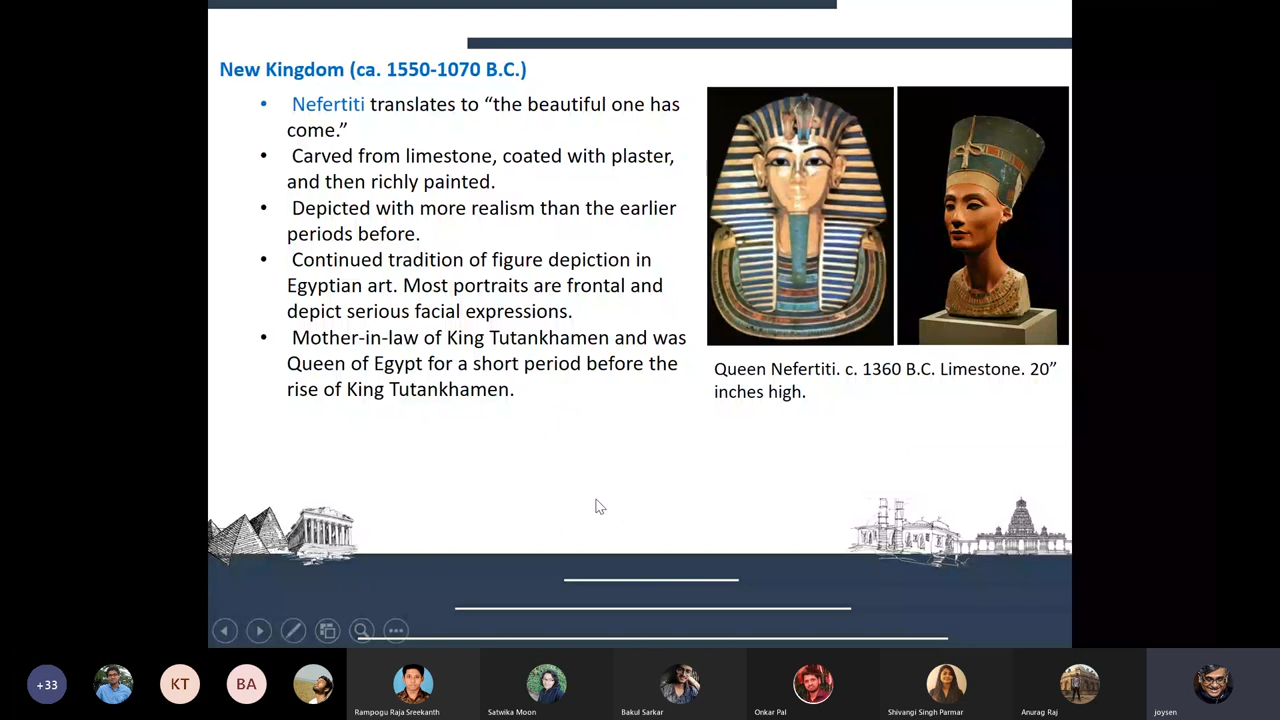 New Kingdom (ca. 1550-1070 B.C.)
• Nefertiti translates to “the beautiful one has
come.”
• Carved from limestone, coated with plaster,
and then richly painted.
• Depicted with more realism than the earlier
periods before.
• Continued tradition of figure depiction in
Egyptian art. Most portraits are frontal and
depict serious facial expressions.
• Mother-in-law of King Tutankhamen and was
Queen of Egypt for a short period before the
rise of King Tutankhamen.
Queen Nefertiti. c. 1360 B.C. Limestone. 20”
inches high.
+33
KT
BA
Rampogu Raja Sreekanth
Satwika Moon
Bakul Sarkar
Onkar Pal
Shivangi Singh Parmar
Anurag Raj
joysen